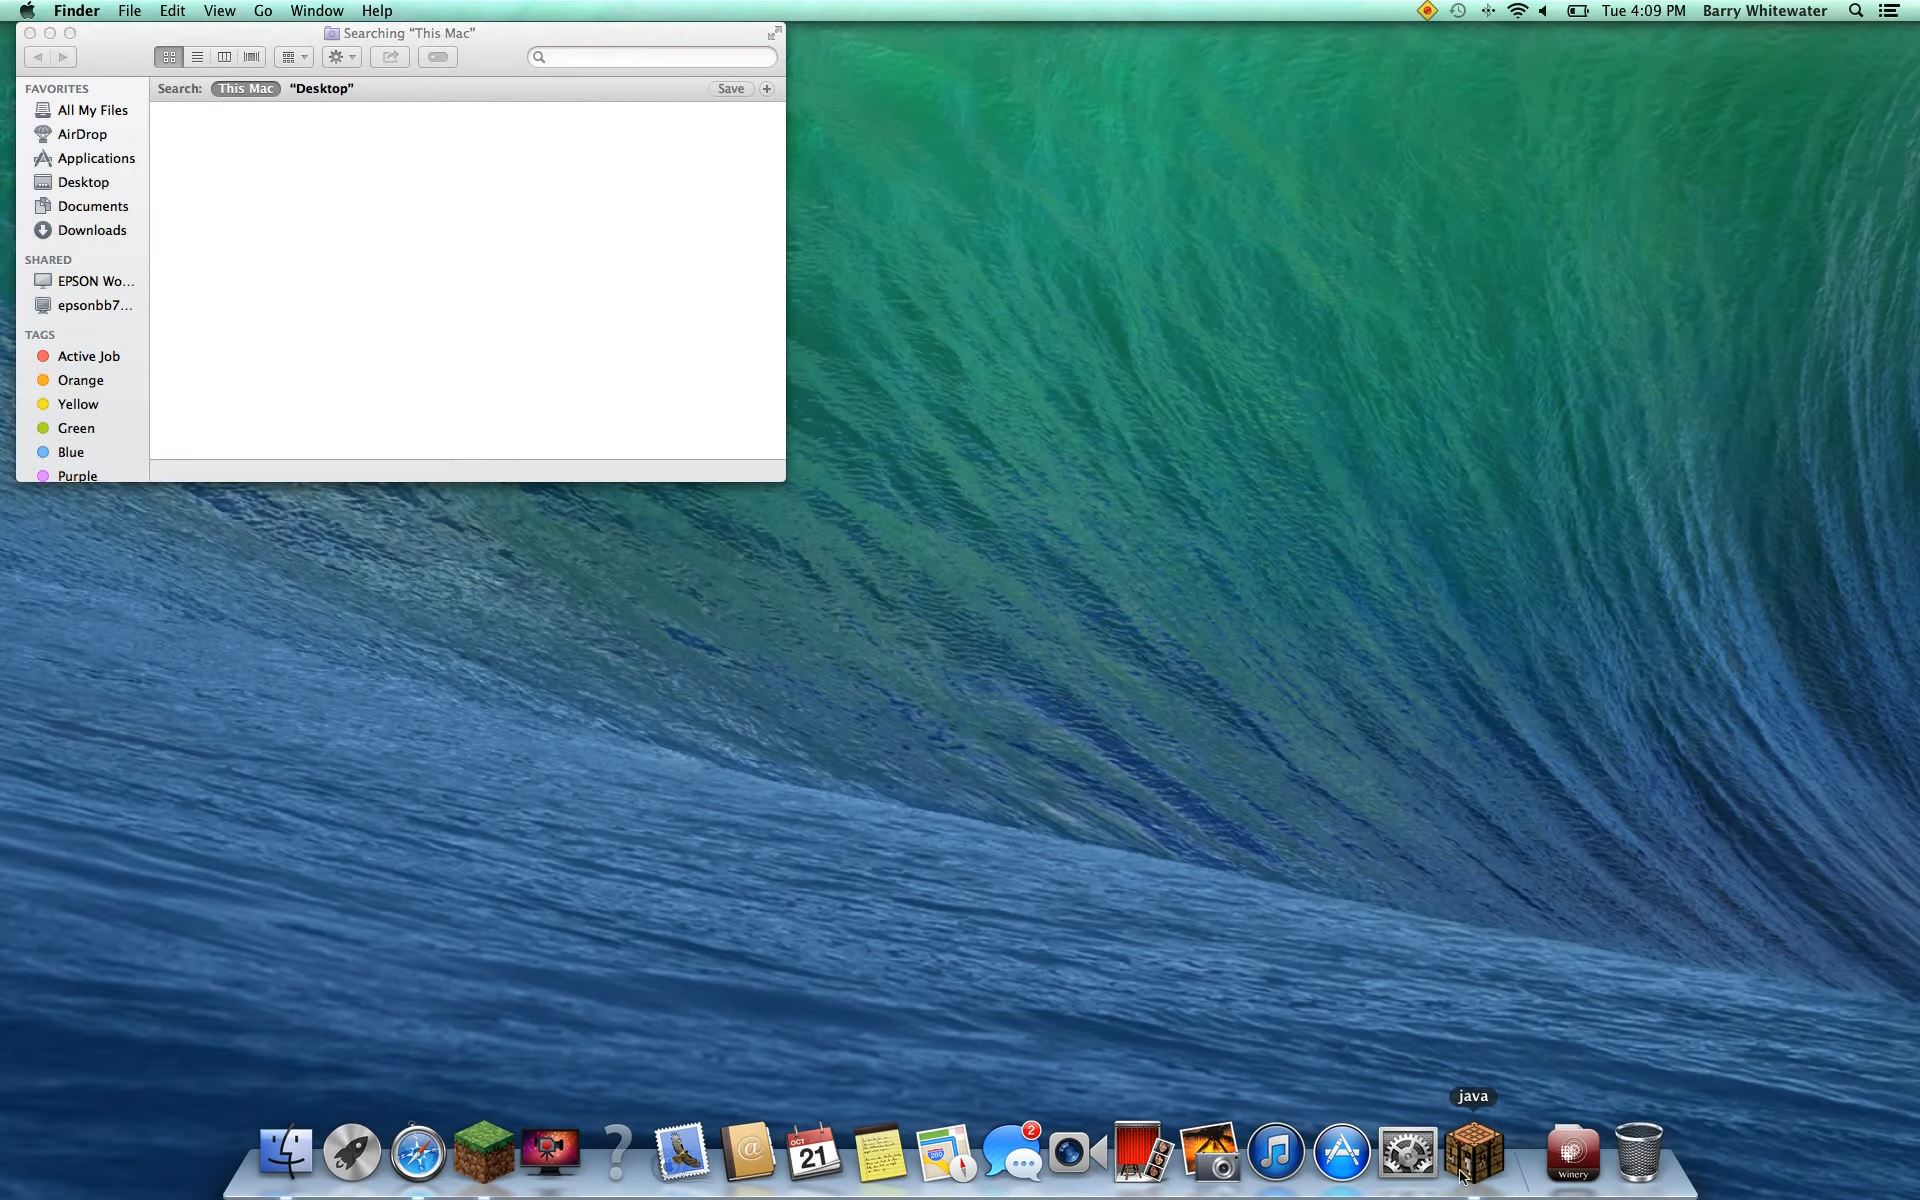 Finder File Edit View Go Window Help Tue 4:09 PM Barry Whitewater
Searching "This Mac"
Search: This Mac "Desktop" Save
FAVORITES
All My Files
AirDrop
Applications
Desktop
Documents
Downloads
SHARED
EPSON Wo...
epsonbb7...
TAGS
Active Job
Orange
Yellow
Green
Blue
Purple
java
2
OCT
21
280
@
Winery